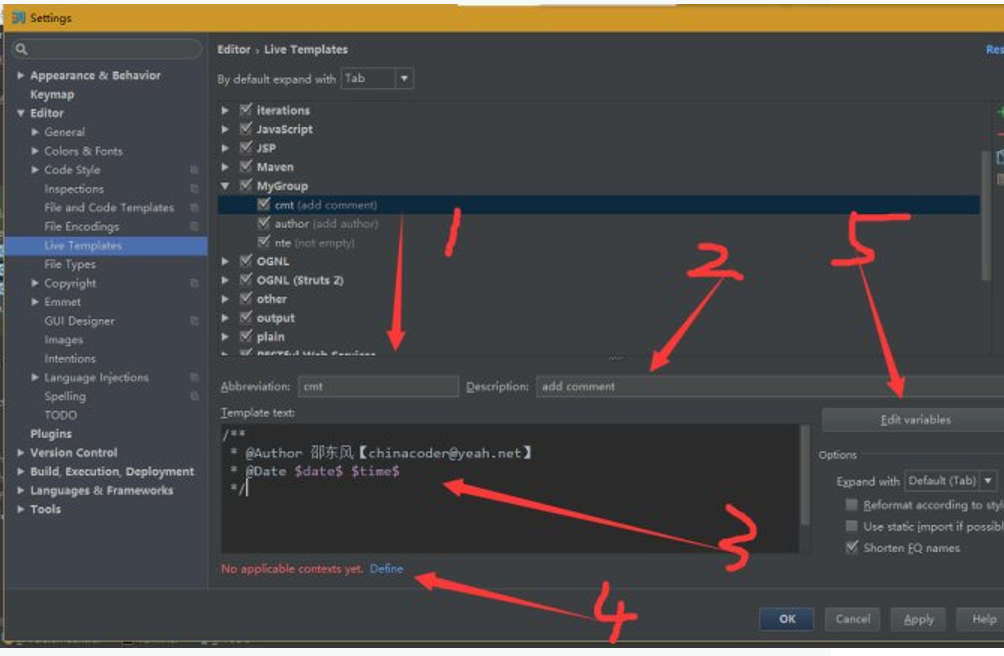 Settings
Editor › Live Templates
Res
By default expand with Tab
Appearance & Behavior
Keymap
Editor
General
Colors & Fonts
Code Style
Inspections
File and Code Templates
File Encodings
Live Templates
File Types
Copyright
Emmet
GUI Designer
Images
Intentions
Language Injections
Spelling
TODO
Plugins
Version Control
Build, Execution, Deployment
Languages & Frameworks
Tools
iterations
JavaScript
JSP
Maven
MyGroup
cmt (add comment)
author (add author)
nte (not empty)
OGNL
OGNL (Struts 2)
other
output
plain
RESTful Web Services
1
2
5
Abbreviation: cmt
Description: add comment
Template text:
/**
* @Author 邵东风【chinacoder@yeah.net】
* @Date $date$ $time$
*/
3
Edit variables
Options
Expand with Default (Tab)
Reformat according to styl
Use static import if possibl
Shorten FQ names
No applicable contexts yet. Define
4
OK
Cancel
Apply
Help